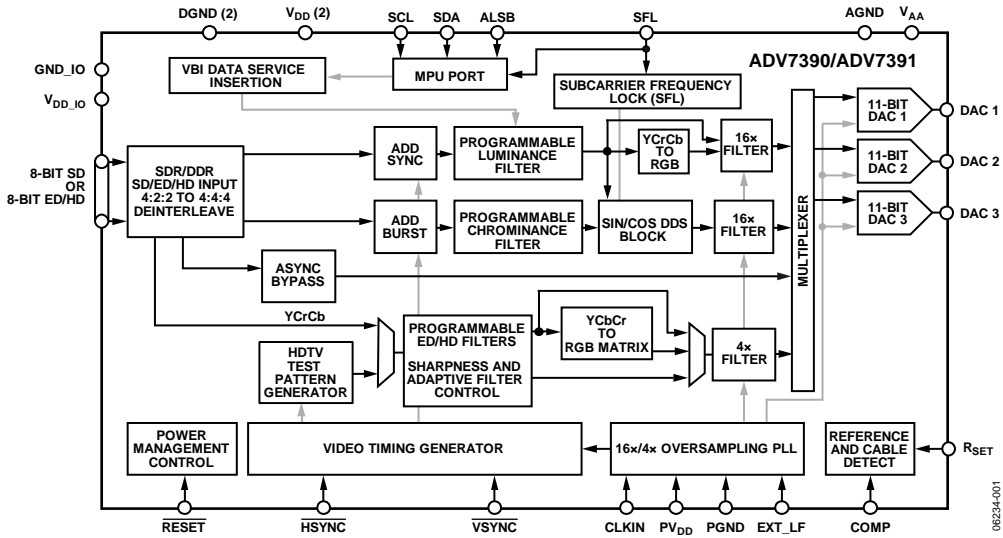 DGND (2)
VDD (2)
SCL
SDA
ALSB
SFL
AGND
VAA
GND_IO
VDD_IO
ADV7390/ADV7391
VBI DATA SERVICE
INSERTION
MPU PORT
SUBCARRIER FREQUENCY
LOCK (SFL)
8-BIT SD
OR
8-BIT ED/HD
SDR/DDR
SD/ED/HD INPUT
4:2:2 TO 4:4:4
DEINTERLEAVE
ADD
SYNC
PROGRAMMABLE
LUMINANCE
FILTER
YCrCb
TO
RGB
16×
FILTER
ADD
BURST
PROGRAMMABLE
CHROMINANCE
FILTER
SIN/COS DDS
BLOCK
16×
FILTER
MULTIPLEXER
11-BIT
DAC 1
DAC 1
11-BIT
DAC 2
DAC 2
11-BIT
DAC 3
DAC 3
ASYNC
BYPASS
YCrCb
HDTV
TEST
PATTERN
GENERATOR
PROGRAMMABLE
ED/HD FILTERS
SHARPNESS AND
ADAPTIVE FILTER
CONTROL
YCbCr
TO
RGB MATRIX
4×
FILTER
POWER
MANAGEMENT
CONTROL
VIDEO TIMING GENERATOR
16×/4× OVERSAMPLING PLL
REFERENCE
AND CABLE
DETECT
RSET
RESET
HSYNC
VSYNC
CLKIN
PVDD
PGND
EXT_LF
COMP
06234-001